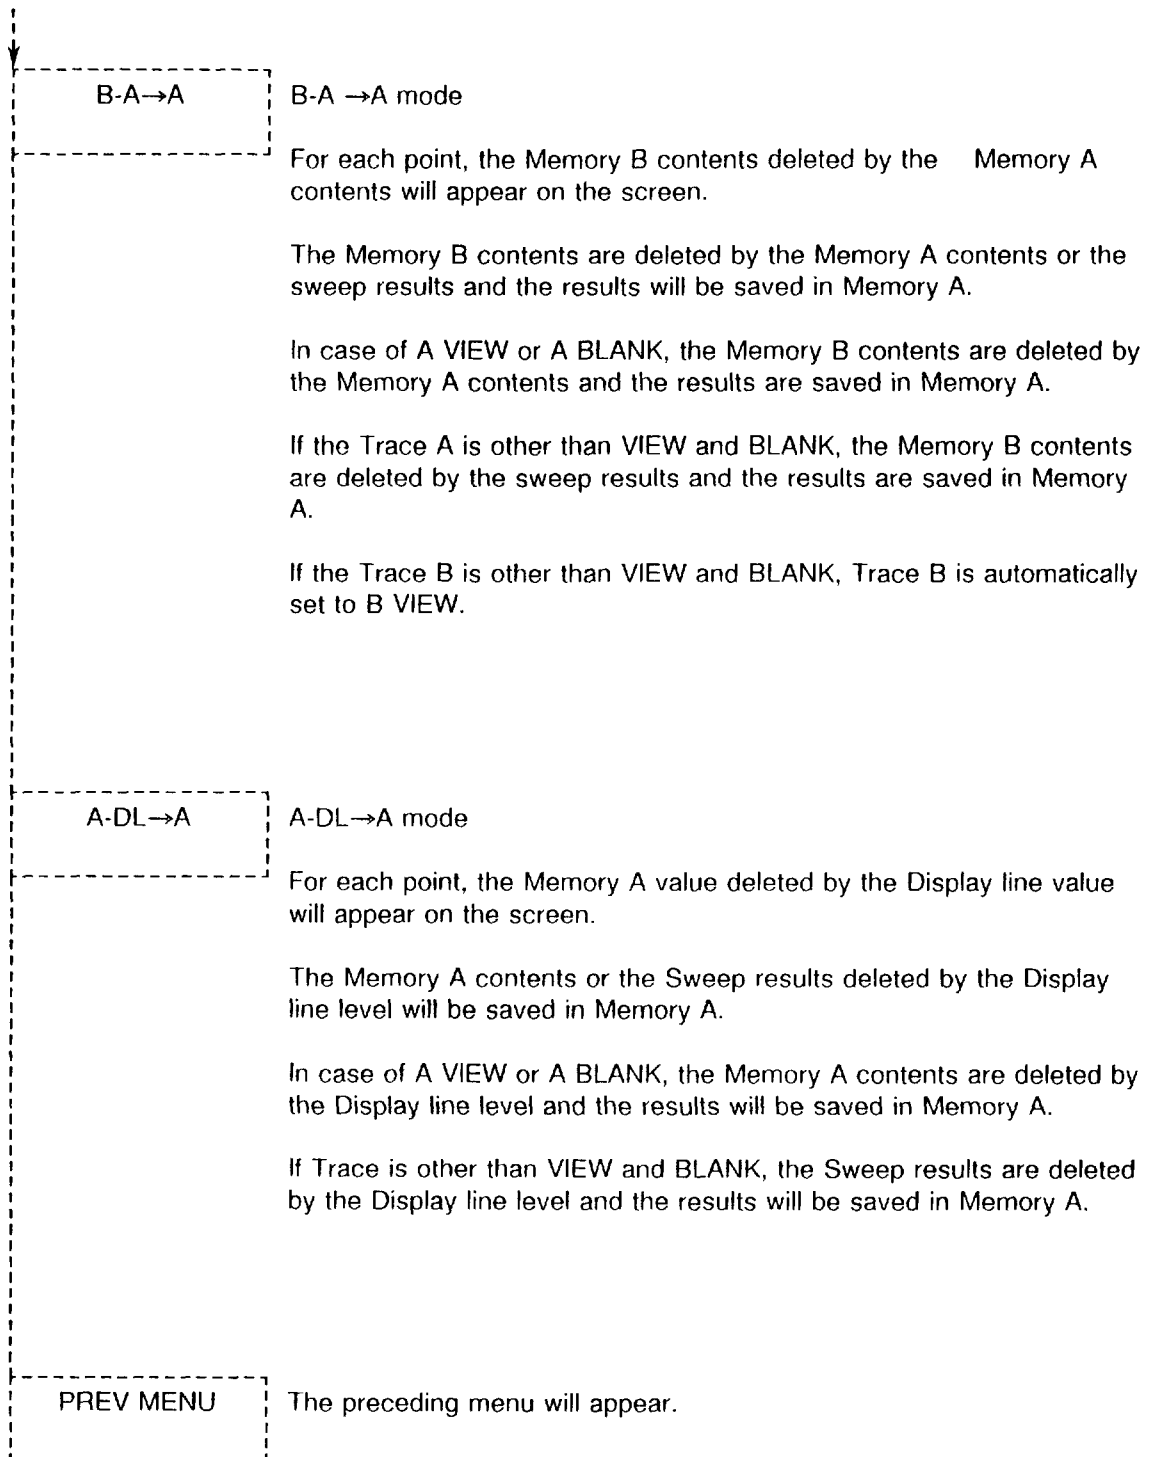 B-A→A
B-A →A mode
For each point, the Memory B contents deleted by the Memory A
contents will appear on the screen.
The Memory B contents are deleted by the Memory A contents or the
sweep results and the results will be saved in Memory A.
In case of A VIEW or A BLANK, the Memory B contents are deleted by
the Memory A contents and the results are saved in Memory A.
If the Trace A is other than VIEW and BLANK, the Memory B contents
are deleted by the sweep results and the results are saved in Memory
A.
If the Trace B is other than VIEW and BLANK, Trace B is automatically
set to B VIEW.
A-DL→A
A-DL→A mode
For each point, the Memory A value deleted by the Display line value
will appear on the screen.
The Memory A contents or the Sweep results deleted by the Display
line level will be saved in Memory A.
In case of A VIEW or A BLANK, the Memory A contents are deleted by
the Display line level and the results will be saved in Memory A.
If Trace is other than VIEW and BLANK, the Sweep results are deleted
by the Display line level and the results will be saved in Memory A.
PREV MENU
The preceding menu will appear.